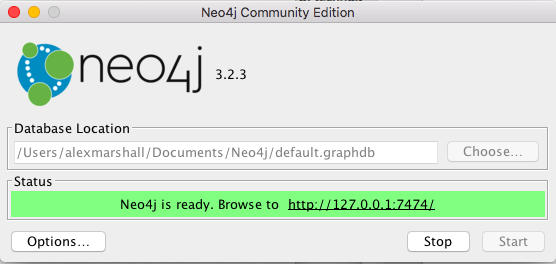 Neo4j Community Edition
neo4j 3.2.3
Database Location
/Users/alexmarshall/Documents/Neo4j/default.graphdb Choose...
Status
Neo4j is ready. Browse to http://127.0.0.1:7474/
Options... Stop Start